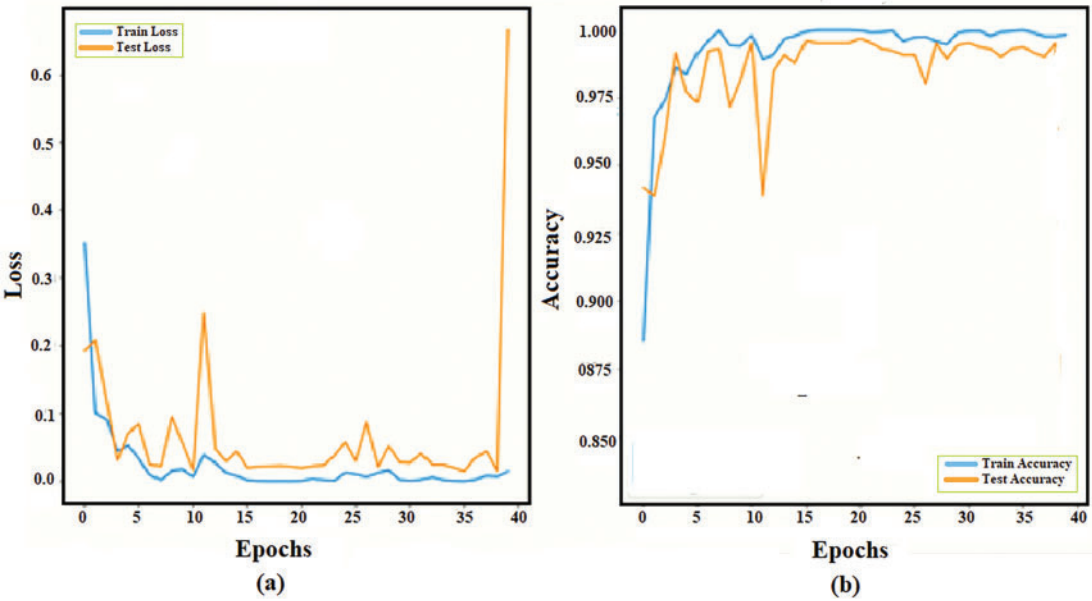 Train Loss
Test Loss
0.6
0.5
0.4
0.3
0.2
0.1
0.0
Loss
0 5 10 15 20 25 30 35 40
Epochs
(a)
1.000
0.975
0.950
0.925
0.900
0875
0.850
Accuracy
Train Accuracy
Test Accuracy
0 5 10 15 20 25 30 35 40
Epochs
(b)